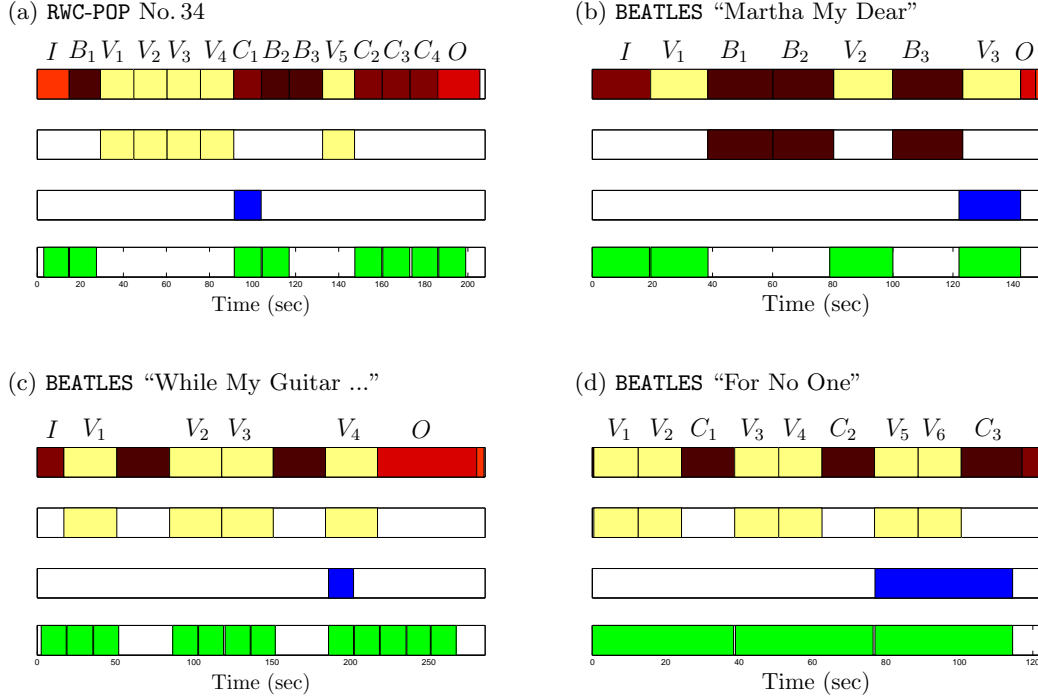 (a) RWC-POP No. 34
I B₁ V₁ V₂ V₃ V₄ C₁ B₂ B₃ V₅ C₂ C₃ C₄ O
0 20 40 60 80 100 120 140 160 180 200
Time (sec)
(b) BEATLES “Martha My Dear”
I V₁ B₁ B₂ V₂ B₃ V₃ O
0 20 40 60 80 100 120 140
Time (sec)
(c) BEATLES “While My Guitar ...”
I V₁ V₂ V₃ V₄ O
0 50 100 150 200 250
Time (sec)
(d) BEATLES “For No One”
V₁ V₂ C₁ V₃ V₄ C₂ V₅ V₆ C₃
0 20 40 60 80 100 120
Time (sec)